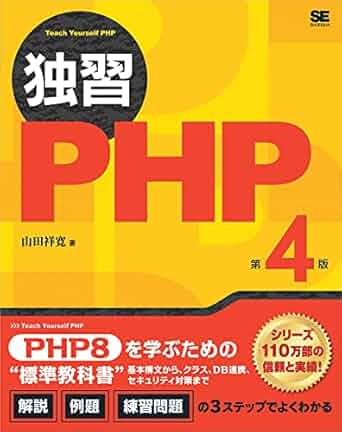 Teach Yourself PHP
SE
SHOEISHA
独習
PHP
山田祥寛 著
第4版
>>> Teach Yourself PHP
PHP8を学ぶための
“標準教科書”
基本構文から、クラス、DB連携、
セキュリティ対策まで
シリーズ
110万部の
信頼と実績!
解説 例題 練習問題 の3ステップでよくわかる